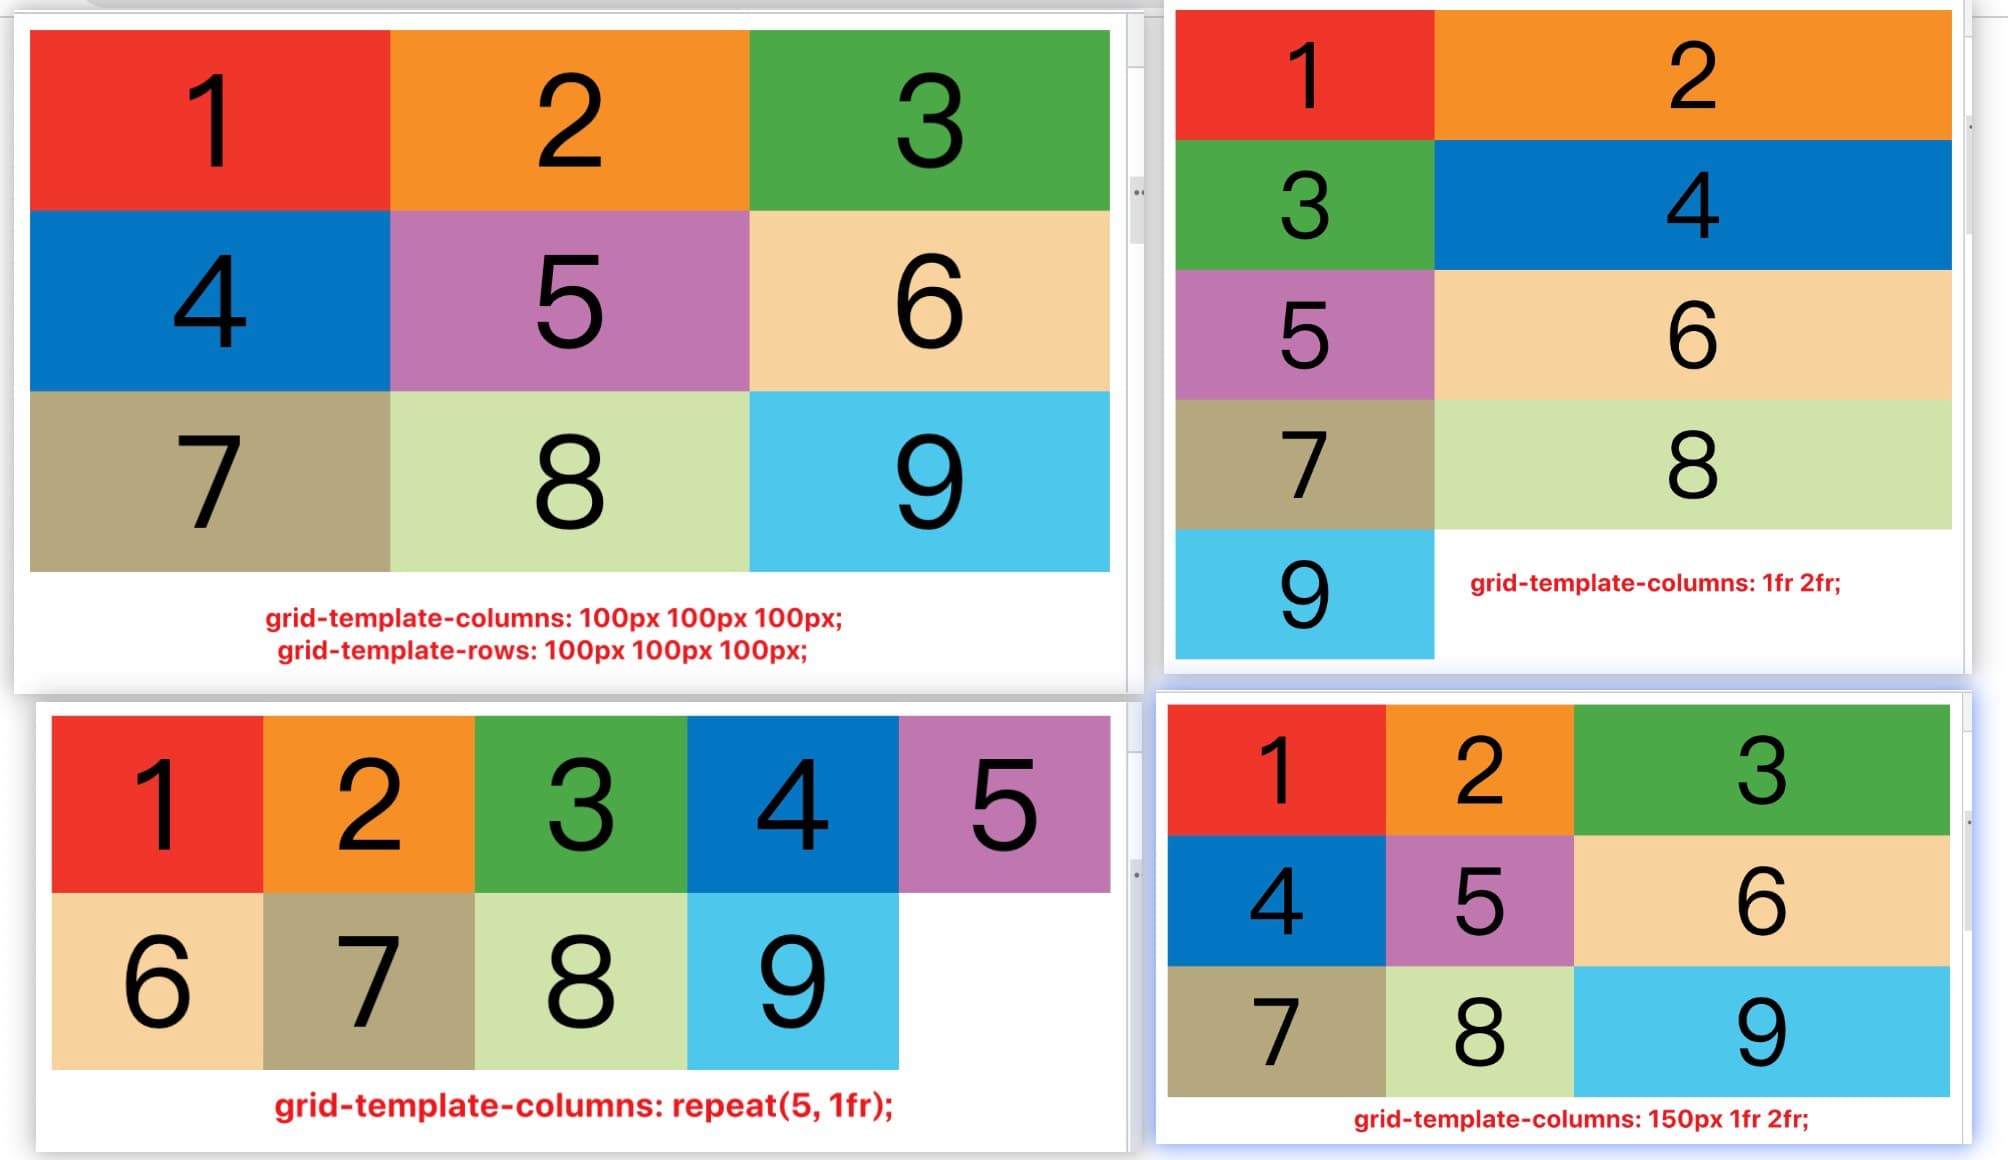 1 2 3
4 5 6
7 8 9
grid-template-columns: 100px 100px 100px;
grid-template-rows: 100px 100px 100px;
1 2
3 4
5 6
7 8
9
grid-template-columns: 1fr 2fr;
1 2 3 4 5
6 7 8 9
grid-template-columns: repeat(5, 1fr);
1 2 3
4 5 6
7 8 9
grid-template-columns: 150px 1fr 2fr;